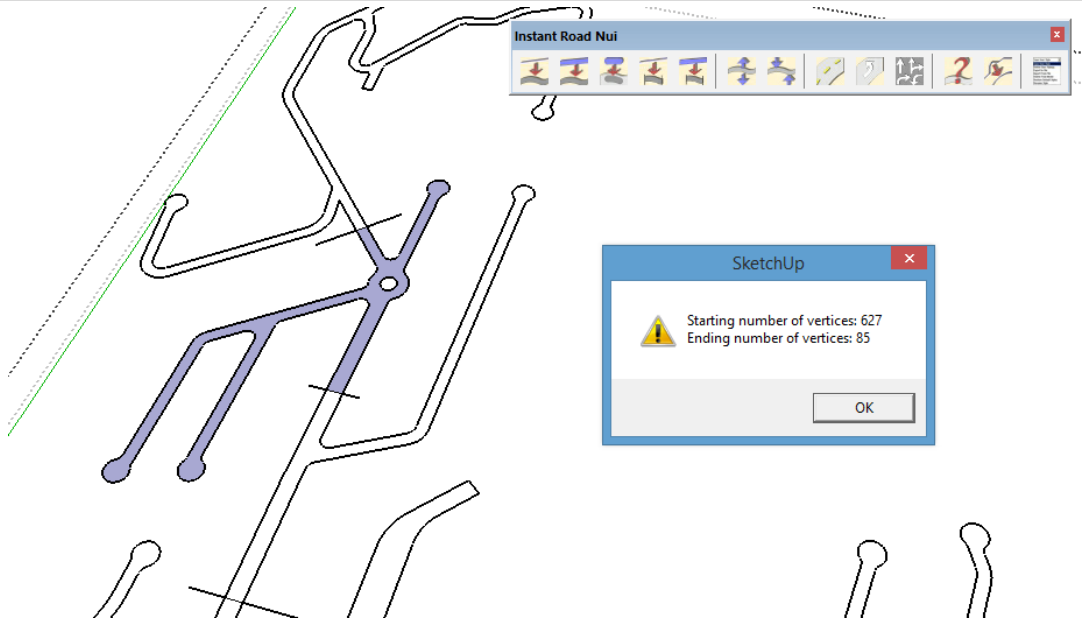 Instant Road Nui
SketchUp
Starting number of vertices: 627
Ending number of vertices: 85
OK